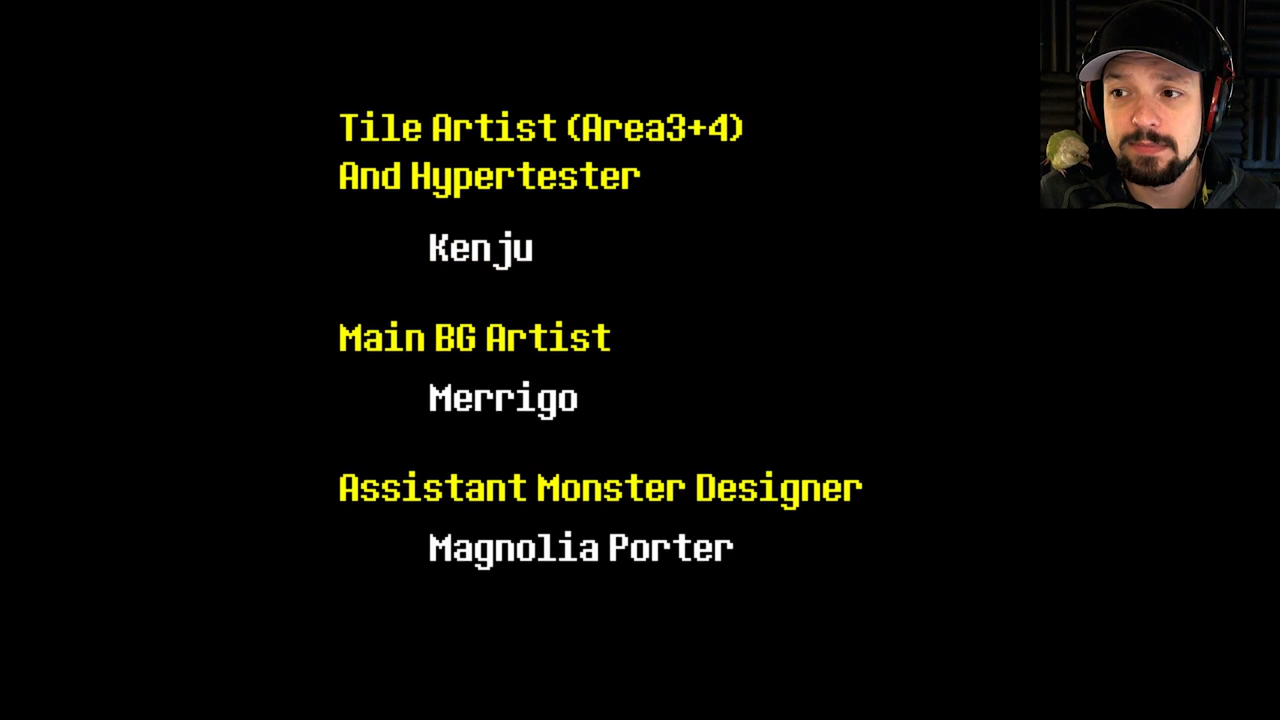 Tile Artist (Area3+4)
And Hypertester
Kenju
Main BG Artist
Merrigo
Assistant Monster Designer
Magnolia Porter